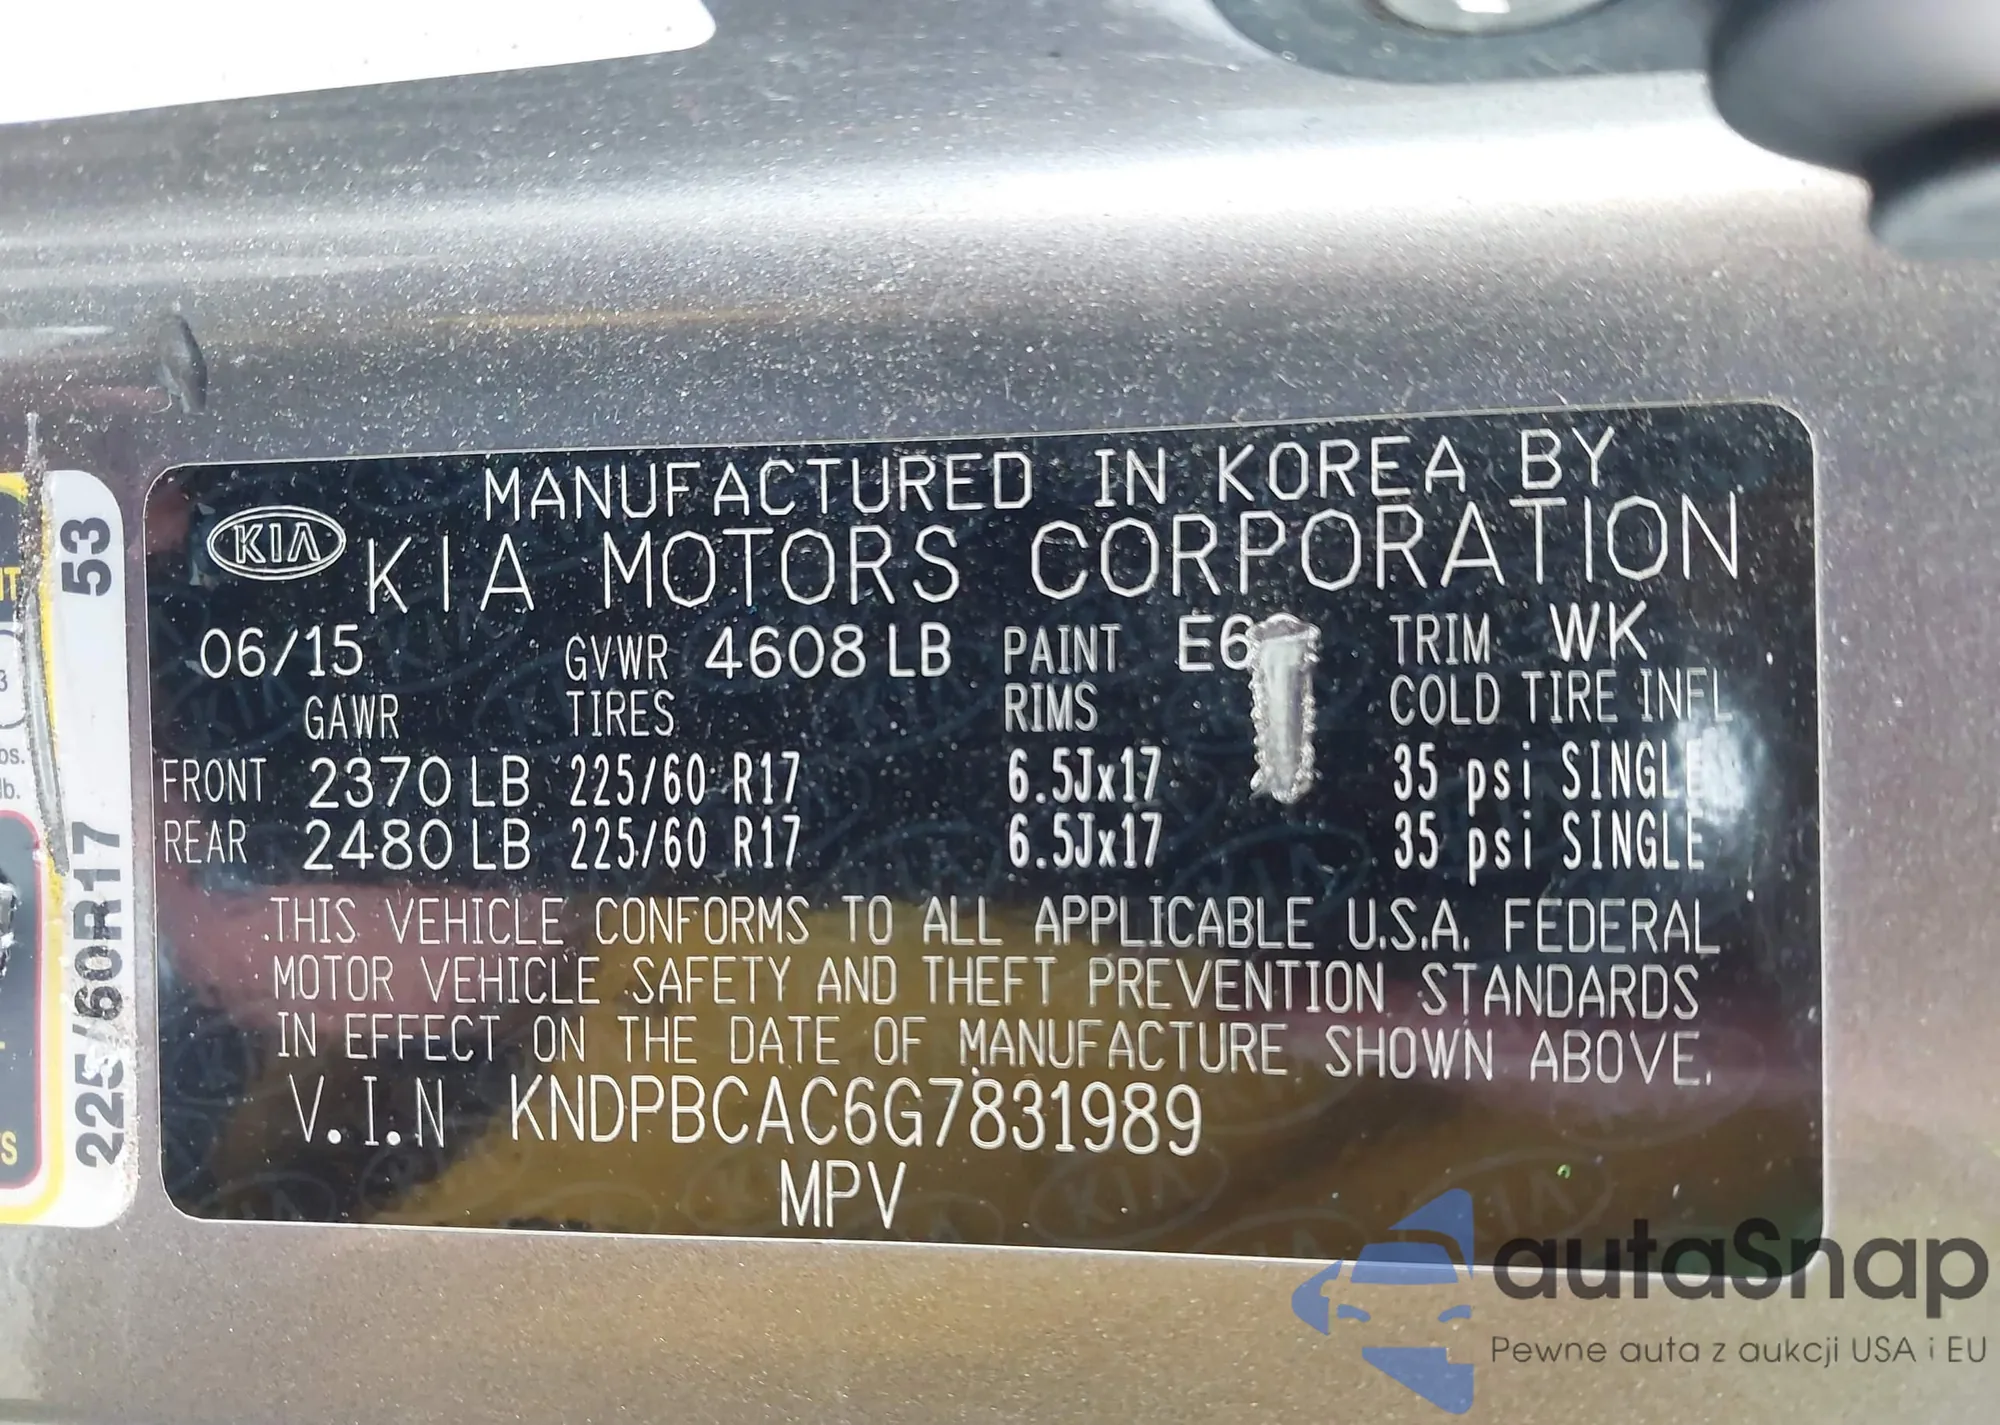 MANUFACTURED IN KOREA BY
KIA KIA MOTORS CORPORATION
06/15 GVWR 4608 LB PAINT TRIM WK
GAWR TIRES RIMS COLD TIRE INFL
FRONT 2370 LB 225/60 R17 6.5Jx17 35 psi SINGLE
REAR 2480 LB 225/60 R17 6.5Jx17 35 psi SINGLE
THIS VEHICLE CONFORMS TO ALL APPLICABLE U.S.A. FEDERAL
MOTOR VEHICLE SAFETY AND THEFT PREVENTION STANDARDS
IN EFFECT ON THE DATE OF MANUFACTURE SHOWN ABOVE.
V.I.N KNDPBCAC6G7831989
MPV
225/60R17 53
autaSnap
Pewne auta z aukcji USA i EU